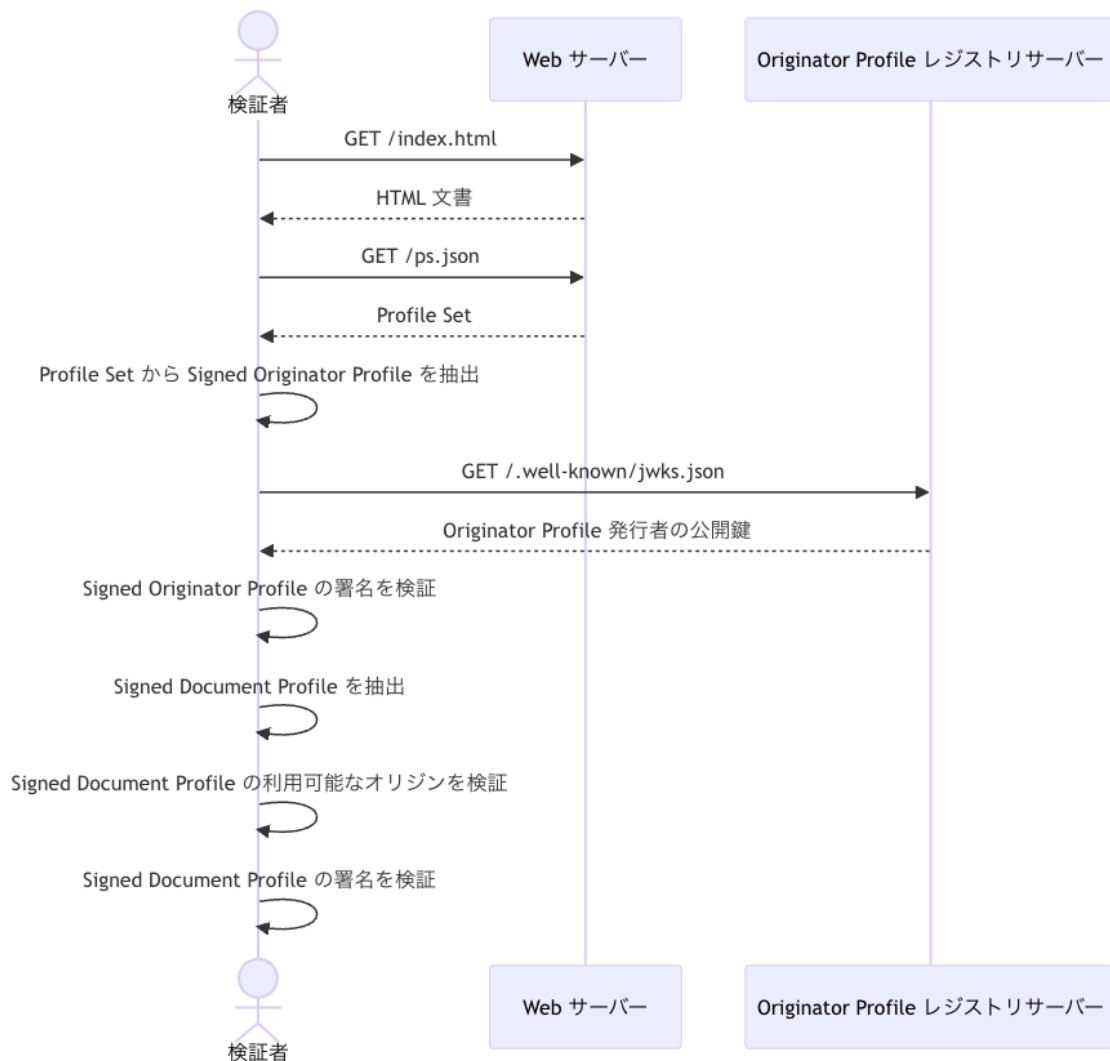 Web サーバー
Originator Profile レジストリサーバー
検証者
GET /index.html
HTML 文書
GET /ps.json
Profile Set
Profile Set から Signed Originator Profile を抽出
GET /.well-known/jwks.json
Originator Profile 発行者の公開鍵
Signed Originator Profile の署名を検証
Signed Document Profile を抽出
Signed Document Profile の利用可能なオリジンを検証
Signed Document Profile の署名を検証
Web サーバー
Originator Profile レジストリサーバー
検証者